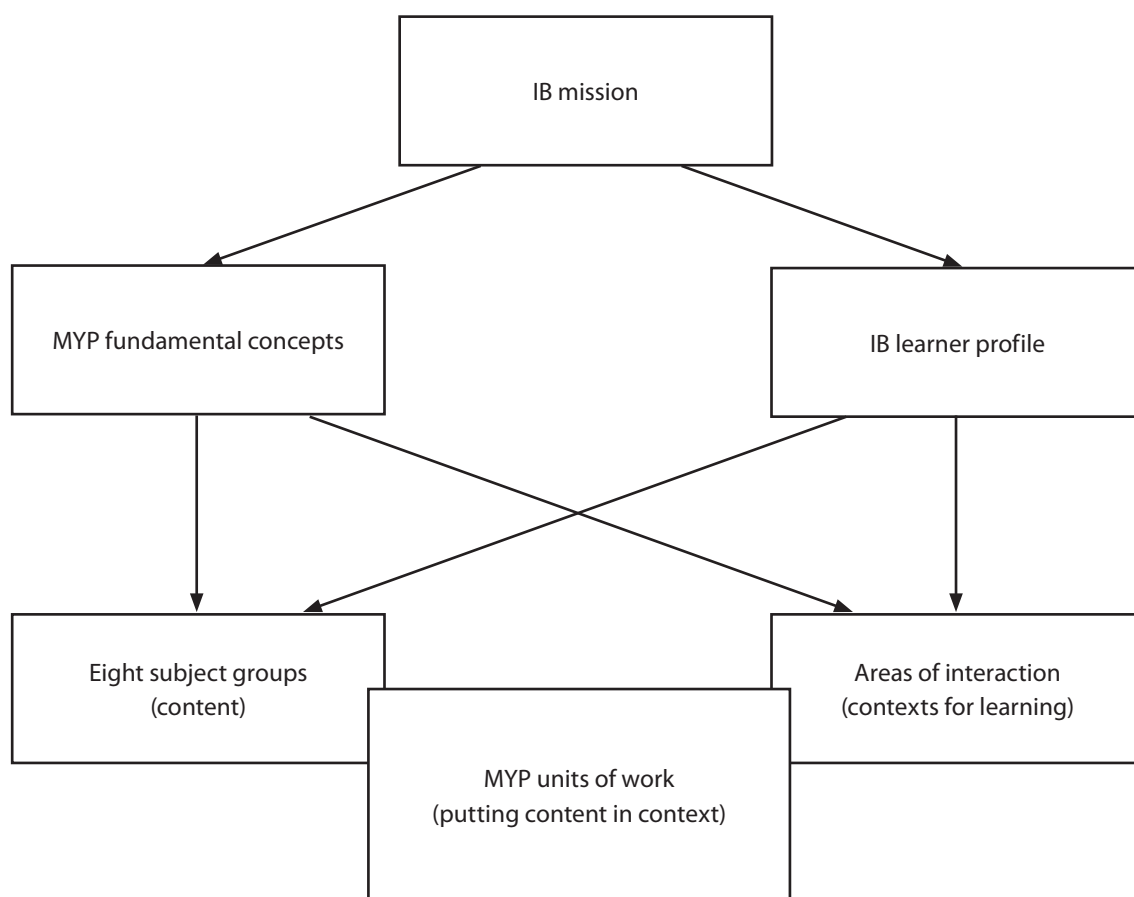 IB mission
MYP fundamental concepts
IB learner profile
Eight subject groups
(content)
Areas of interaction
(contexts for learning)
MYP units of work
(putting content in context)